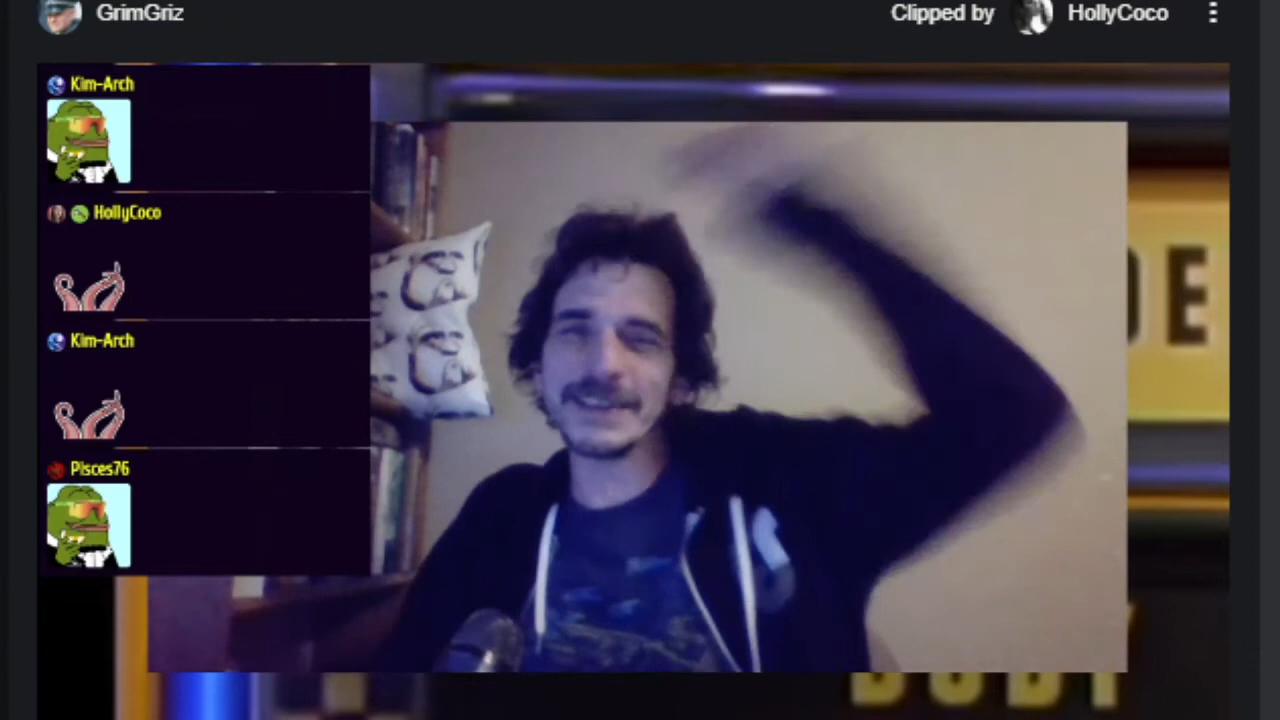 GrimGriz
Clipped by HollyCoco
Kim-Arch
HollyCoco
Kim-Arch
Pisces76